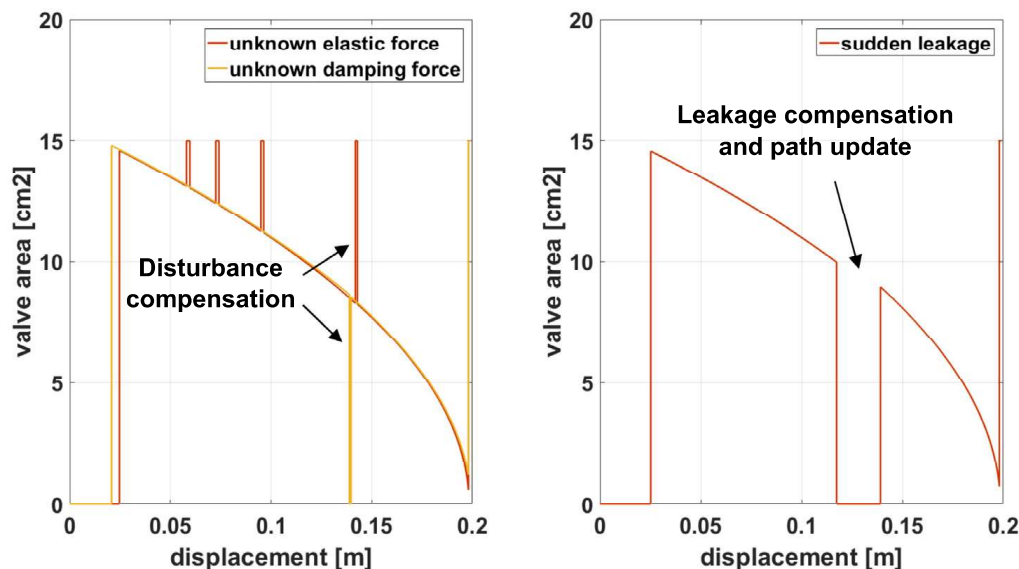 20
15
10
5
0
valve area [cm2]
unknown elastic force
unknown damping force
Disturbance
compensation
0
0.05
0.1
0.15
0.2
displacement [m]
20
15
10
5
0
valve area [cm2]
sudden leakage
Leakage compensation
and path update
0
0.05
0.1
0.15
0.2
displacement [m]